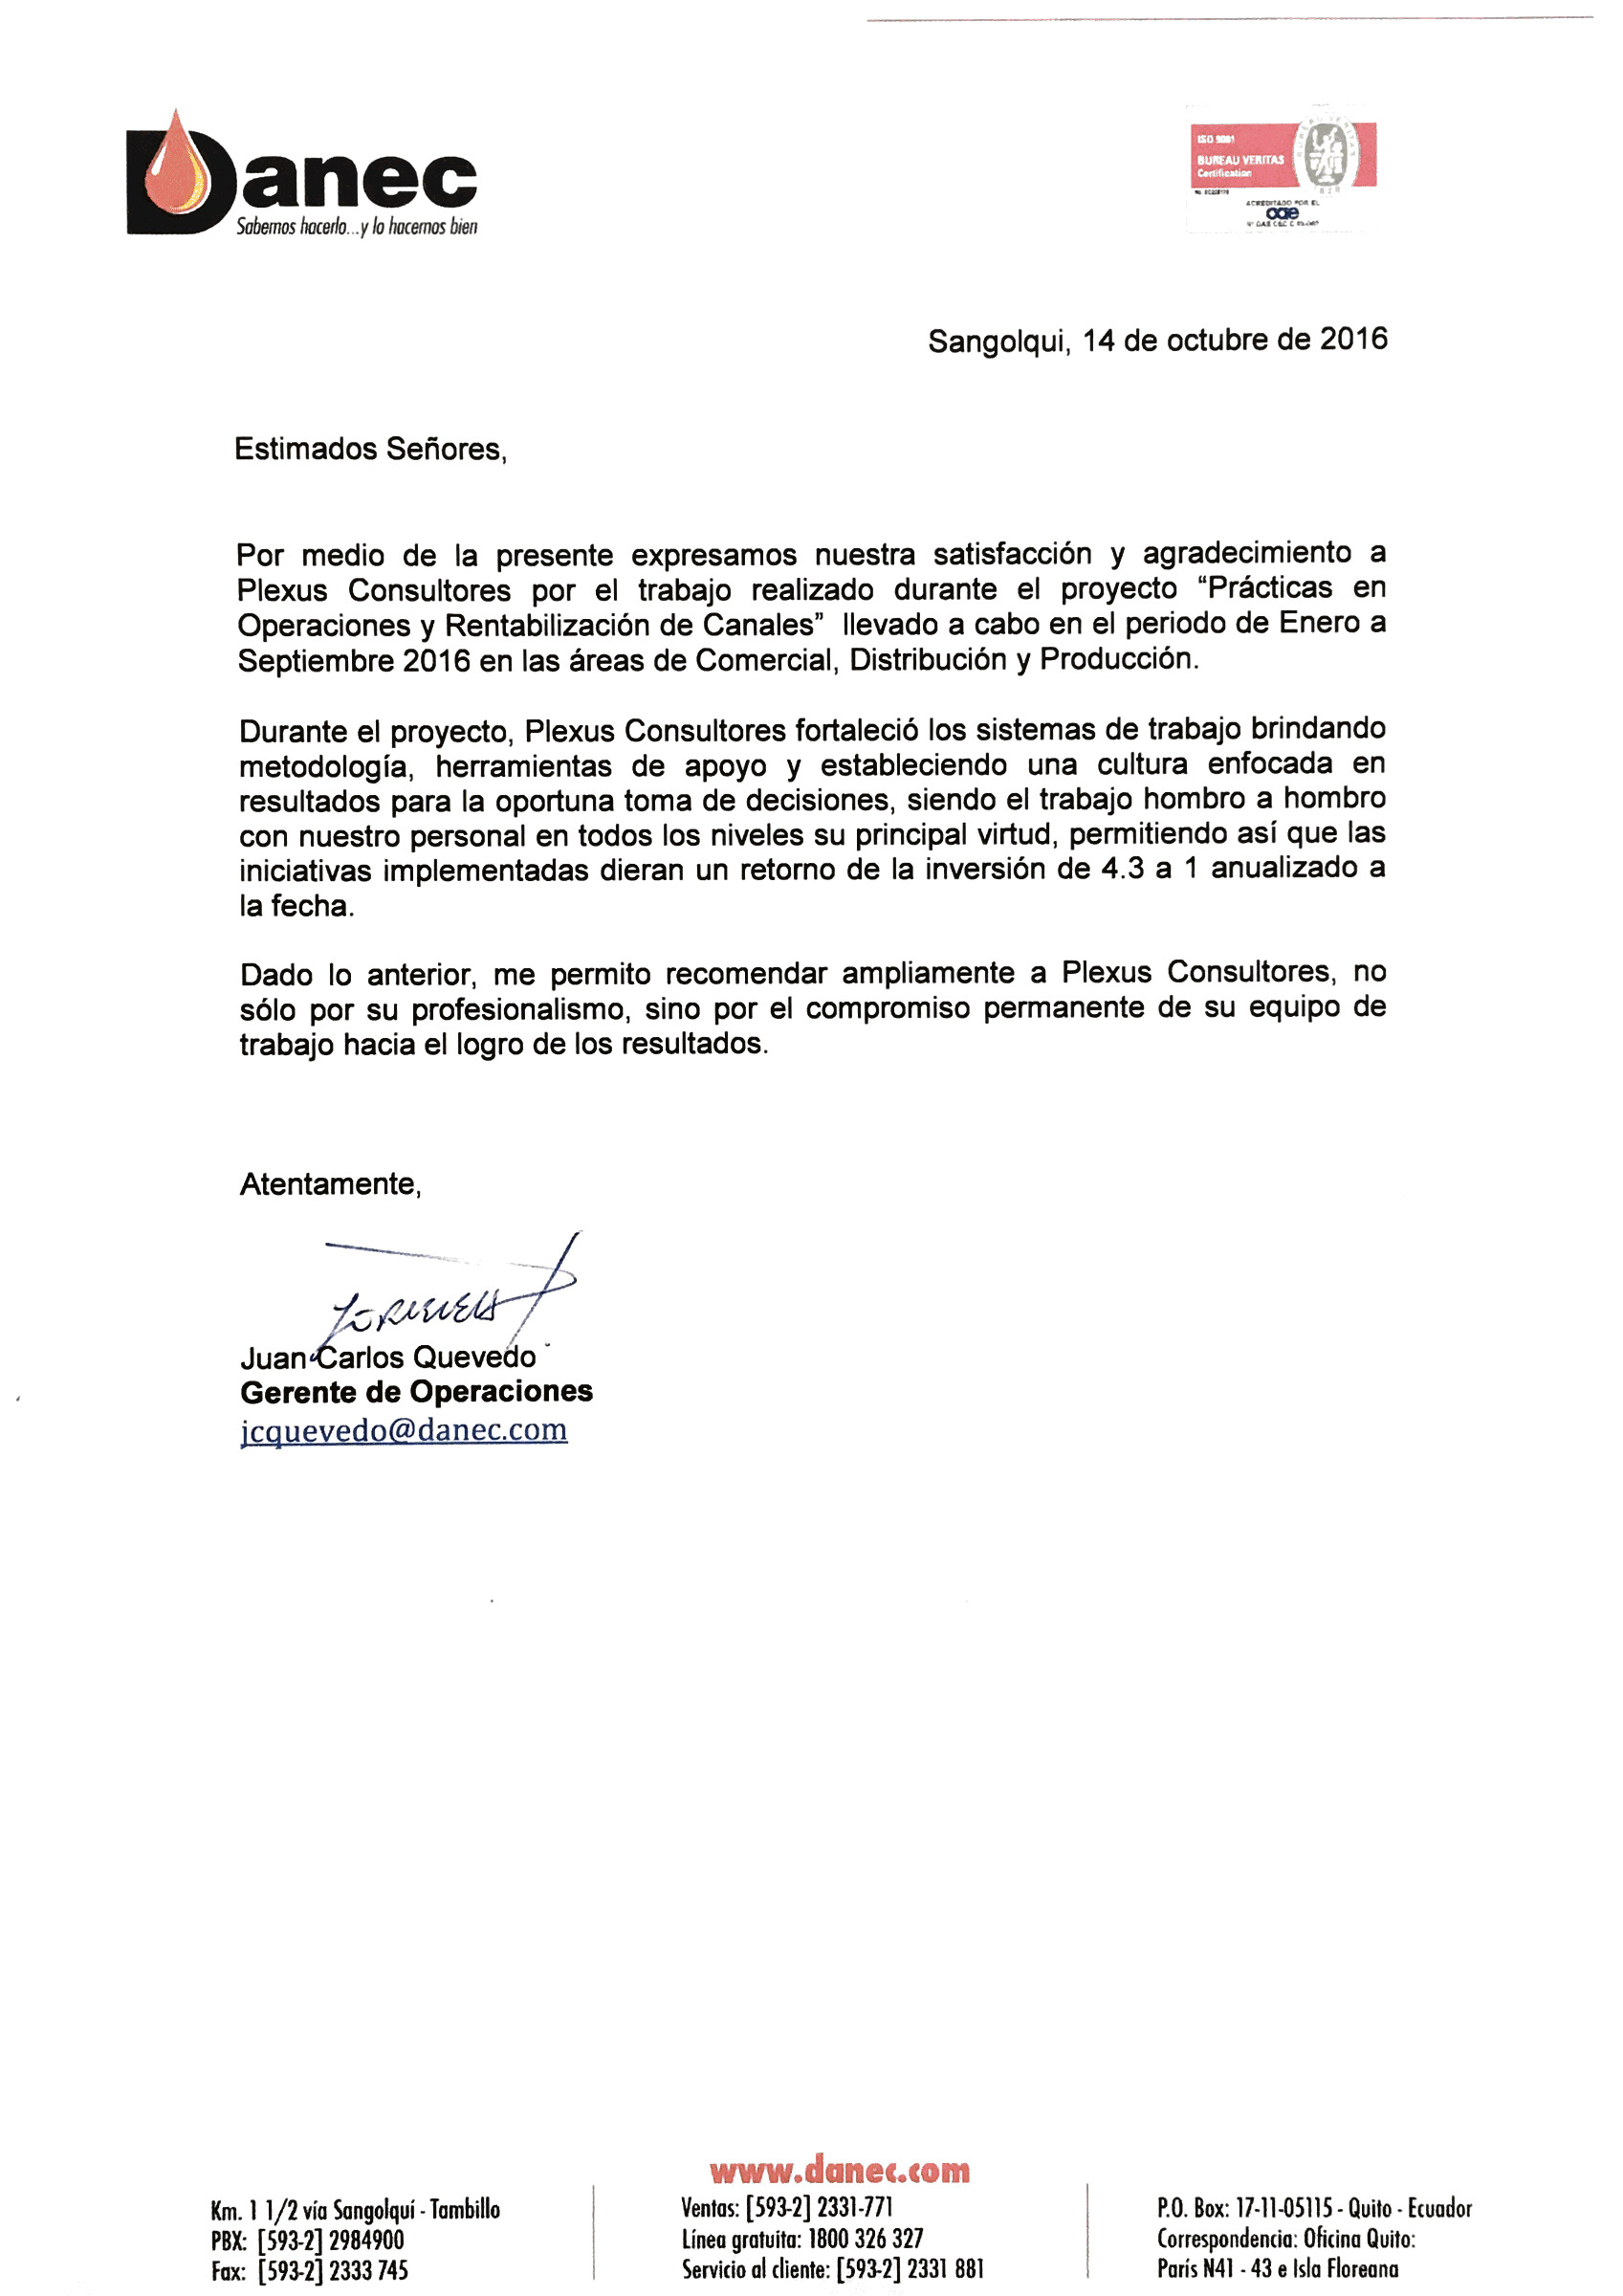 Danec
Sabemos hacerlo...y lo hacemos bien
ISO 9001
BUREAU VERITAS
Certification
ACREDITADO POR EL
oae
Sangolqui, 14 de octubre de 2016
Estimados Señores,
Por medio de la presente expresamos nuestra satisfacción y agradecimiento a
Plexus Consultores por el trabajo realizado durante el proyecto “Prácticas en
Operaciones y Rentabilización de Canales” llevado a cabo en el periodo de Enero a
Septiembre 2016 en las áreas de Comercial, Distribución y Producción.
Durante el proyecto, Plexus Consultores fortaleció los sistemas de trabajo brindando
metodología, herramientas de apoyo y estableciendo una cultura enfocada en
resultados para la oportuna toma de decisiones, siendo el trabajo hombro a hombro
con nuestro personal en todos los niveles su principal virtud, permitiendo así que las
iniciativas implementadas dieran un retorno de la inversión de 4.3 a 1 anualizado a
la fecha.
Dado lo anterior, me permito recomendar ampliamente a Plexus Consultores, no
sólo por su profesionalismo, sino por el compromiso permanente de su equipo de
trabajo hacia el logro de los resultados.
Atentamente,
Juan Carlos Quevedo
Gerente de Operaciones
jcquevedo@danec.com
www.danec.com
Km. 1 1/2 vía Sangolquí - Tambillo
PBX: [593-2] 2984900
Fax: [593-2] 2333 745
Ventas: [593-2] 2331-771
Línea gratuita: 1800 326 327
Servicio al cliente: [593-2] 2331 881
P.O. Box: 17-11-05115 - Quito - Ecuador
Correspondencia: Oficina Quito:
París N41 - 43 e Isla Floreana